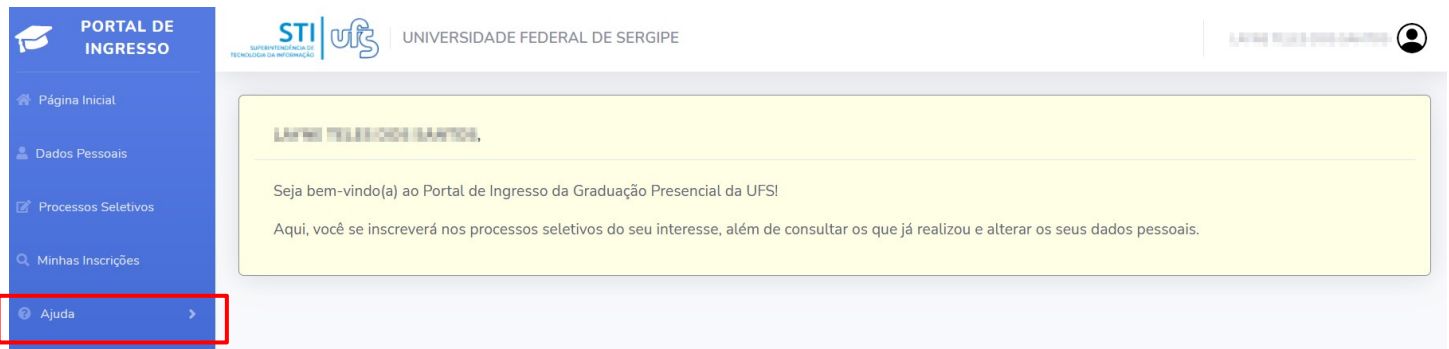 PORTAL DE
INGRESSO
Página Inicial
Dados Pessoais
Processos Seletivos
Minhas Inscrições
Ajuda
STI
SUPERINTENDÊNCIA DE
TECNOLOGIA DA INFORMAÇÃO
ufs
UNIVERSIDADE FEDERAL DE SERGIPE
Seja bem-vindo(a) ao Portal de Ingresso da Graduação Presencial da UFS!
Aqui, você se inscreverá nos processos seletivos do seu interesse, além de consultar os que já realizou e alterar os seus dados pessoais.